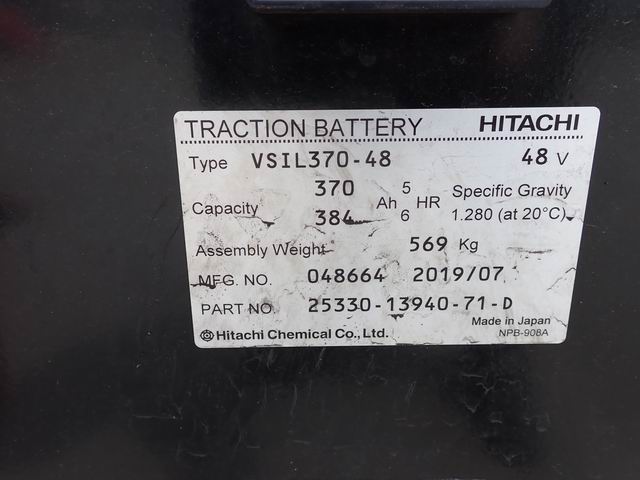 TRACTION BATTERY HITACHI
Type VSIL370-48 48 V
Capacity 370 Ah 5 HR Specific Gravity
384 6 1.280 (at 20°C)
Assembly Weight 569 Kg
MFG. NO. 048664 2019/07
PART NO. 25330-13940-71-D
Made in Japan
Hitachi Chemical Co., Ltd. NPB-908A